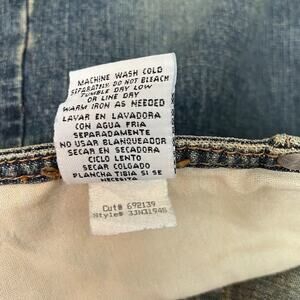 MACHINE WASH COLD
SEPARATELY. DO NOT BLEACH
TUMBLE DRY LOW
OR LINE DRY
WARM IRON AS NEEDED
LAVAR EN LAVADORA
CON AGUA FRIA
SEPARADAMENTE
NO USAR BLANQUEADOR
SECAR EN SECADORA
CICLO LENTO
SECAR COLGADO
PLANCHA TIBIA SI SE
Cut# 692139
Style# 33N3194S